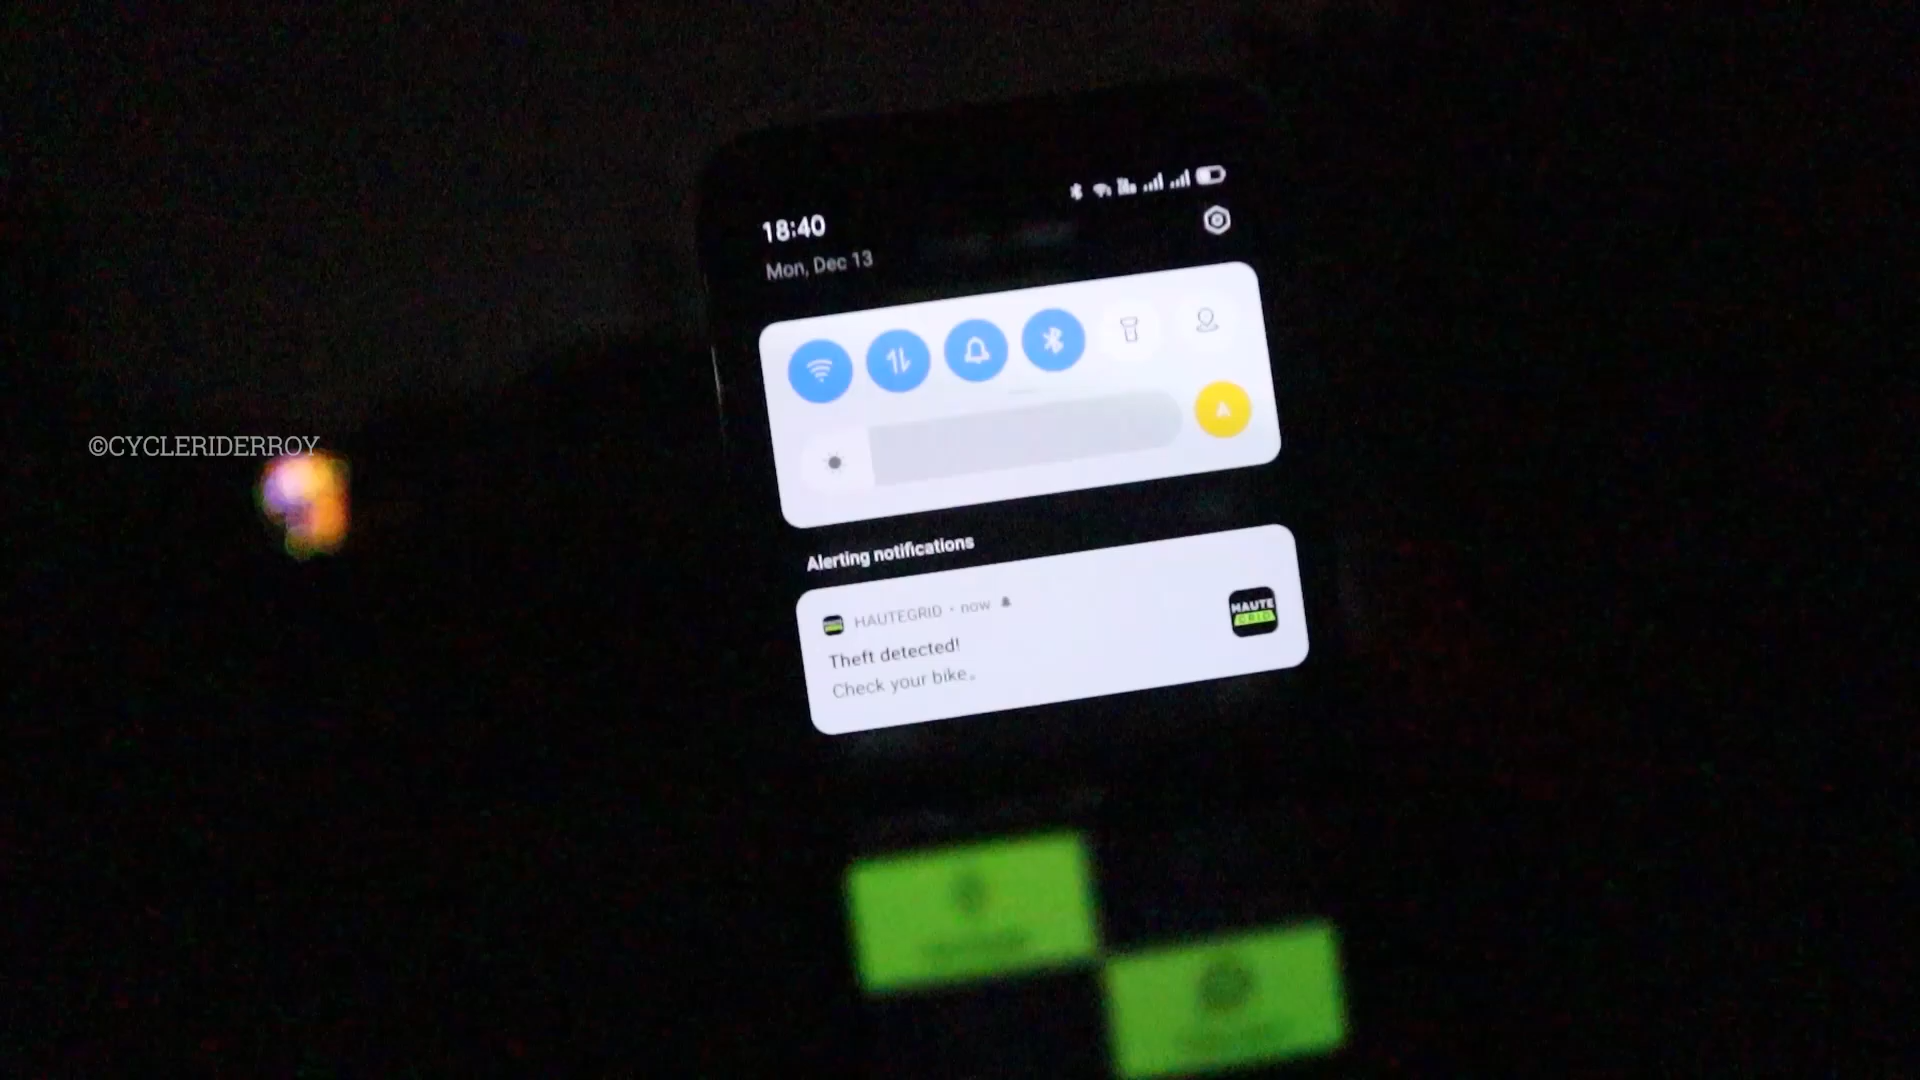 18:40
Mon, Dec 13
©CYCLERIDERROY
A
Alerting notifications
HAUTEGRID • now
HAUTE
GRID
Theft detected!
Check your bike。